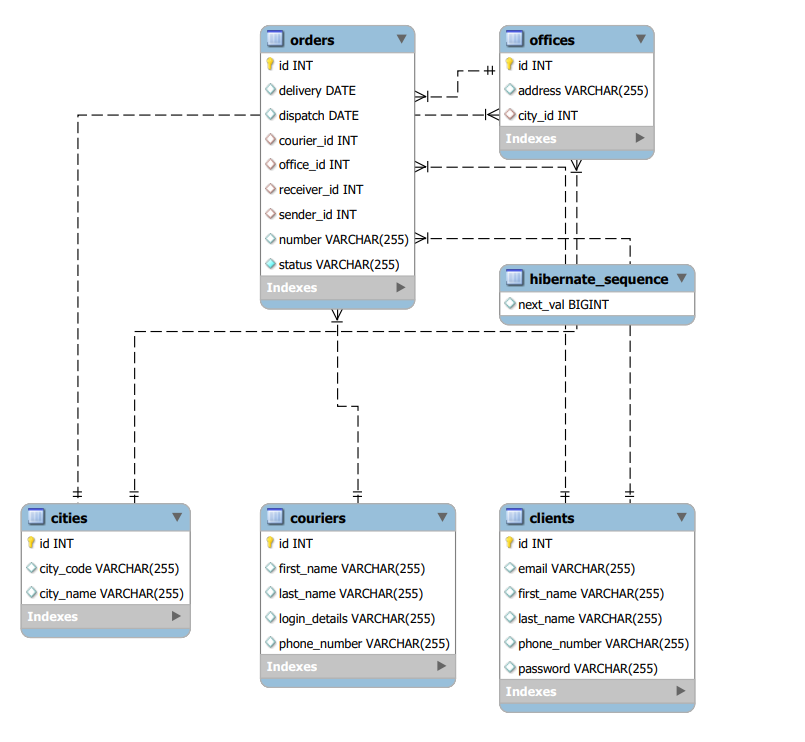 orders
id INT
delivery DATE
dispatch DATE
courier_id INT
office_id INT
receiver_id INT
sender_id INT
number VARCHAR(255)
status VARCHAR(255)
Indexes
offices
id INT
address VARCHAR(255)
city_id INT
Indexes
hibernate_sequence
next_val BIGINT
cities
id INT
city_code VARCHAR(255)
city_name VARCHAR(255)
Indexes
couriers
id INT
first_name VARCHAR(255)
last_name VARCHAR(255)
login_details VARCHAR(255)
phone_number VARCHAR(255)
Indexes
clients
id INT
email VARCHAR(255)
first_name VARCHAR(255)
last_name VARCHAR(255)
phone_number VARCHAR(255)
password VARCHAR(255)
Indexes